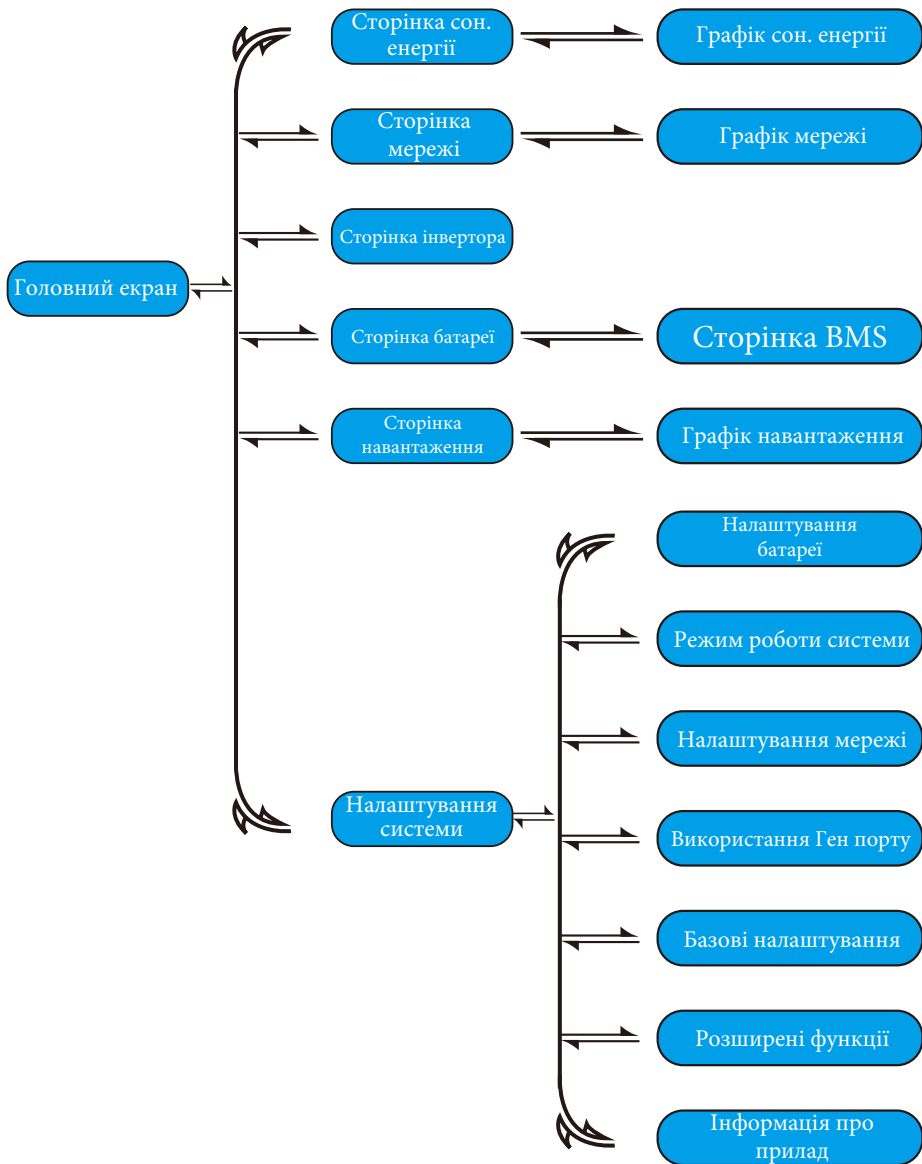 Сторінка сон.
енергії
Графік сон. енергії
Сторінка
мережі
Графік мережі
Сторінка інвертора
Головний екран
Сторінка батареї
Сторінка BMS
Сторінка
навантаження
Графік навантаження
Налаштування
батареї
Режим роботи системи
Налаштування мережі
Налаштування
системи
Використання Ген порту
Базові налаштування
Розширені функції
Інформація про
прилад